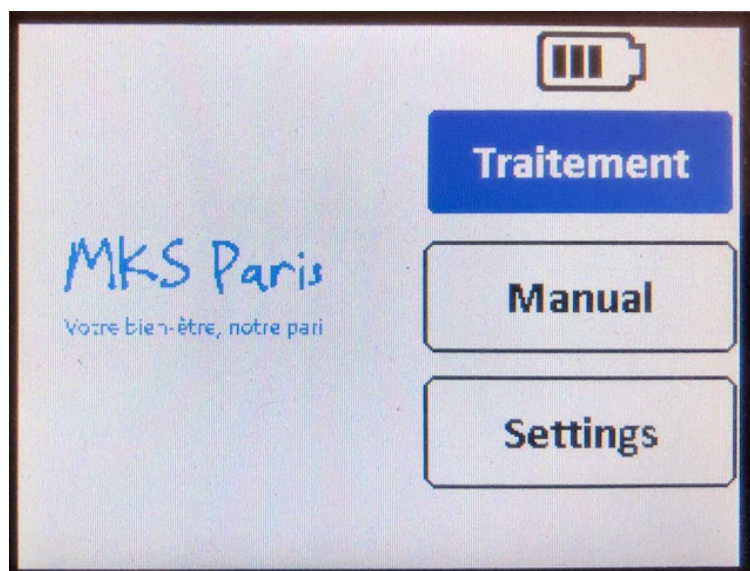 Traitement
MKS Paris
Votre bien-être, notre pari
Manual
Settings